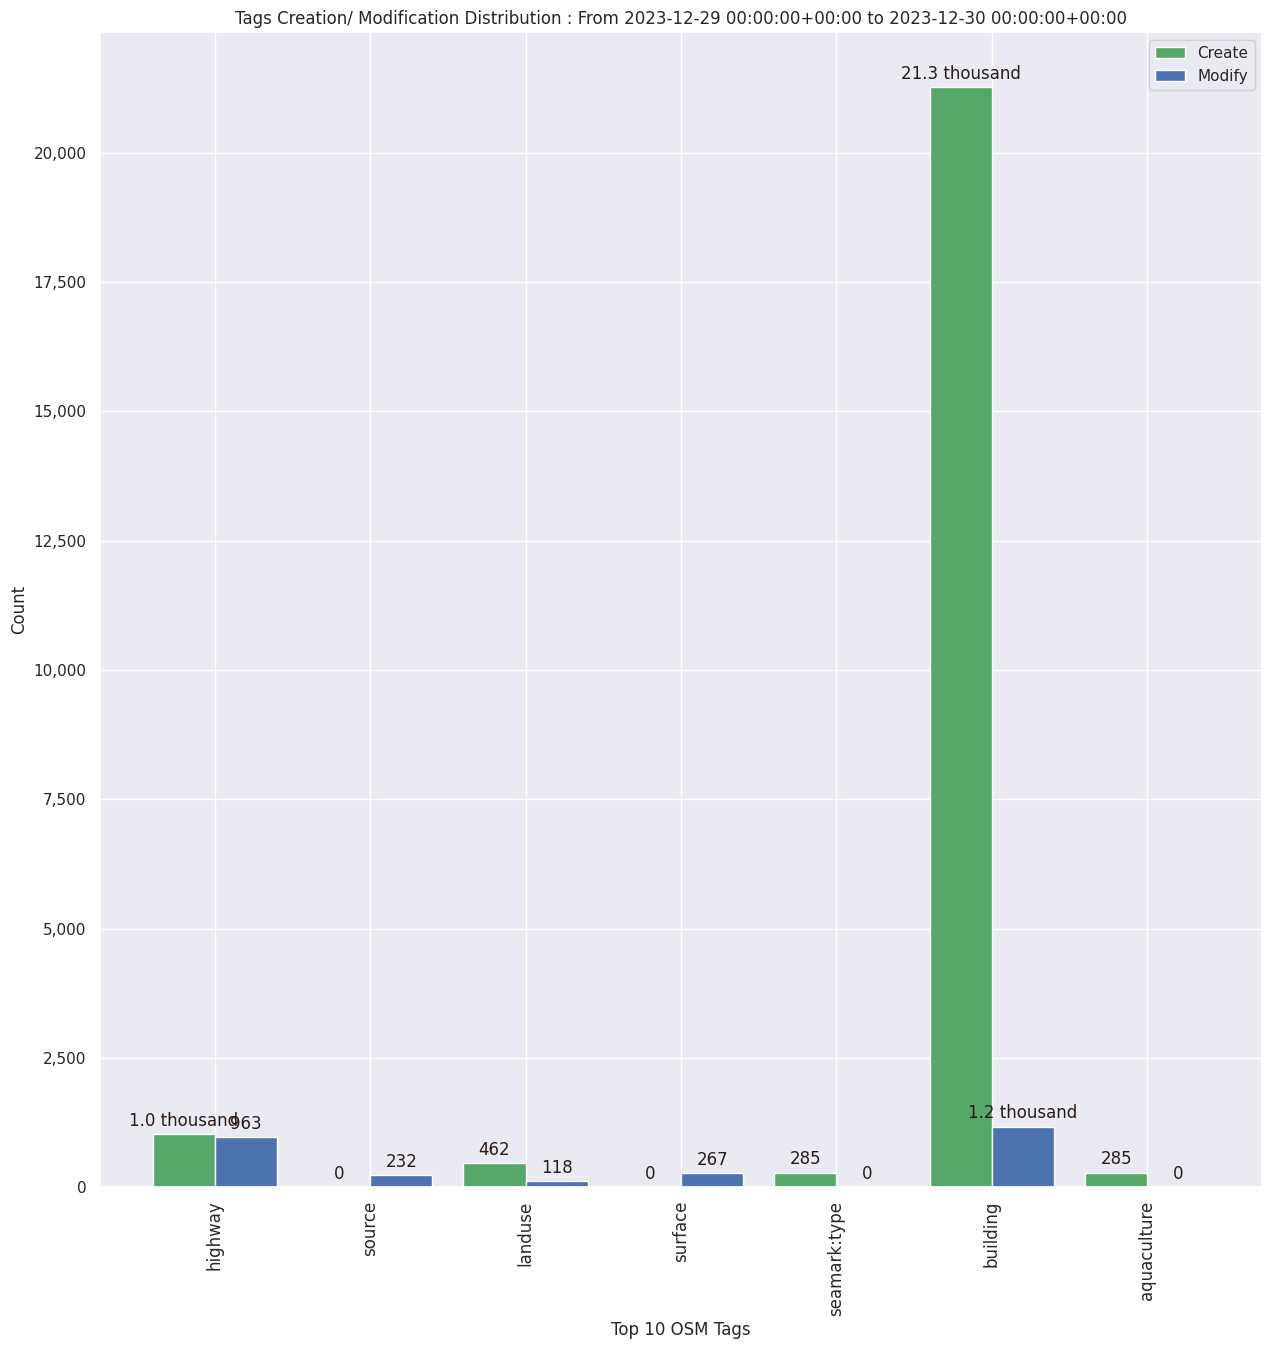 Tags Creation/ Modification Distribution : From 2023-12-29 00:00:00+00:00 to 2023-12-30 00:00:00+00:00
Create
Modify
Count
20,000
17,500
15,000
12,500
10,000
7,500
5,000
2,500
0
1.0 thousand
963
0
232
462
118
0
267
285
0
21.3 thousand
1.2 thousand
285
0
highway
source
landuse
surface
seamark:type
building
aquaculture
Top 10 OSM Tags